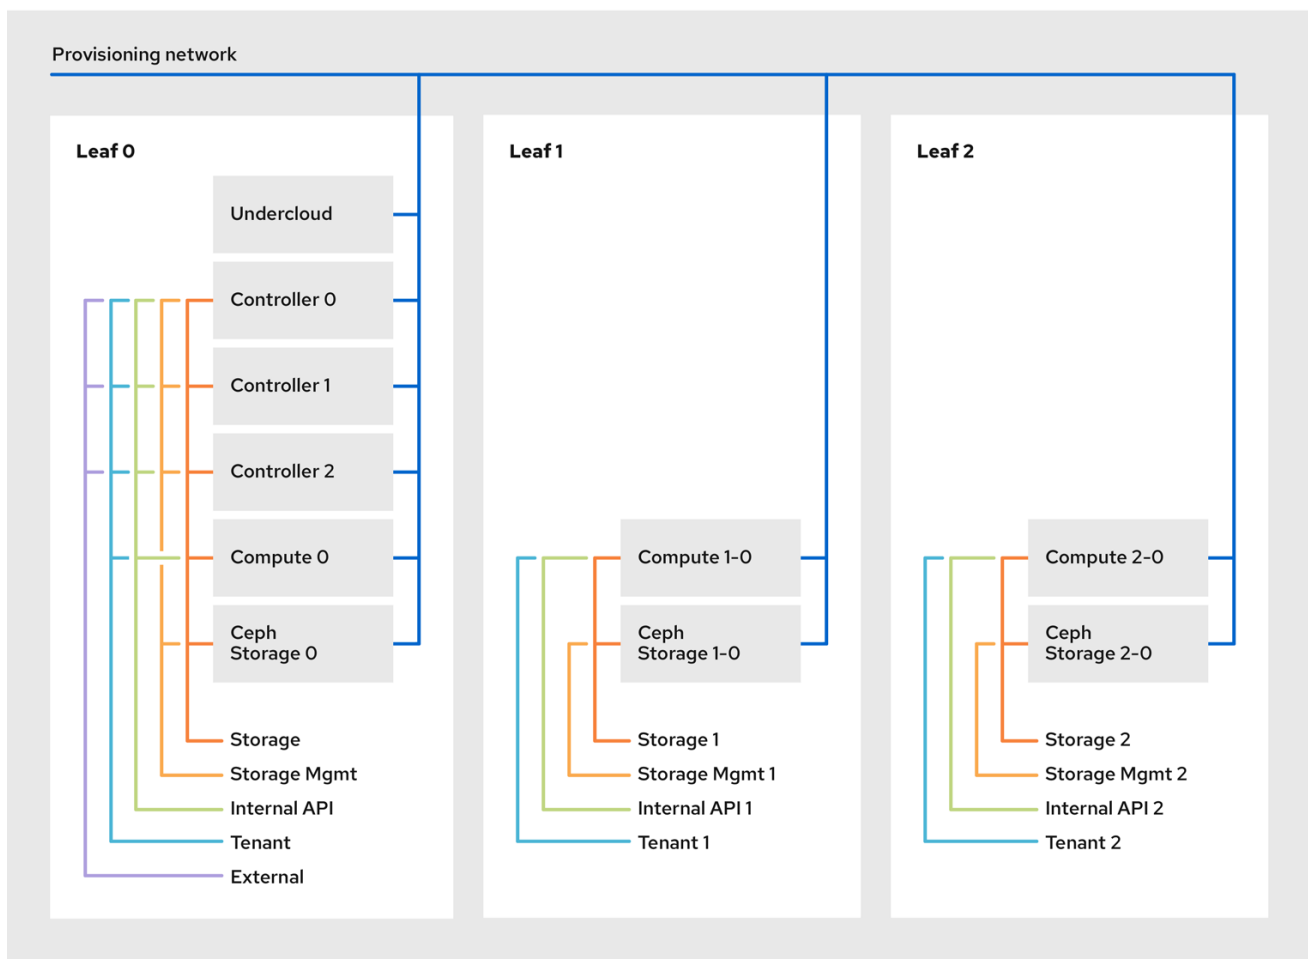 Provisioning network
Leaf 0
Undercloud
Controller 0
Controller 1
Controller 2
Compute 0
Ceph
Storage 0
Storage
Storage Mgmt
Internal API
Tenant
External
Leaf 1
Compute 1-0
Ceph
Storage 1-0
Storage 1
Storage Mgmt 1
Internal API 1
Tenant 1
Leaf 2
Compute 2-0
Ceph
Storage 2-0
Storage 2
Storage Mgmt 2
Internal API 2
Tenant 2